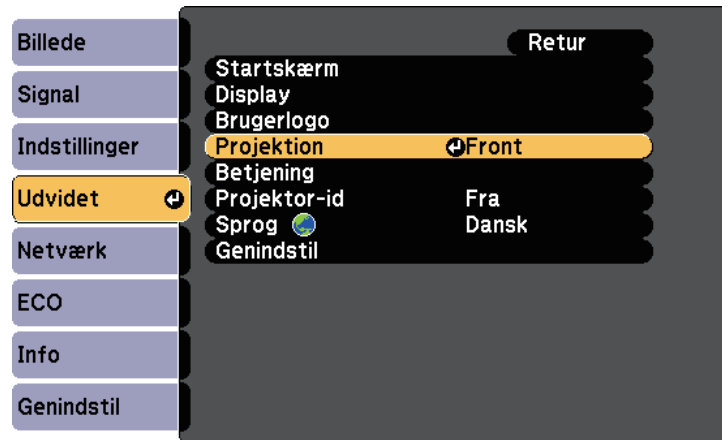 Billede
Signal
Indstillinger
Udvidet
Netværk
ECO
Info
Genindstil
Retur
Startskærm
Display
Brugerlogo
Projektion Front
Betjening
Projektor-id Fra
Sprog Dansk
Genindstil